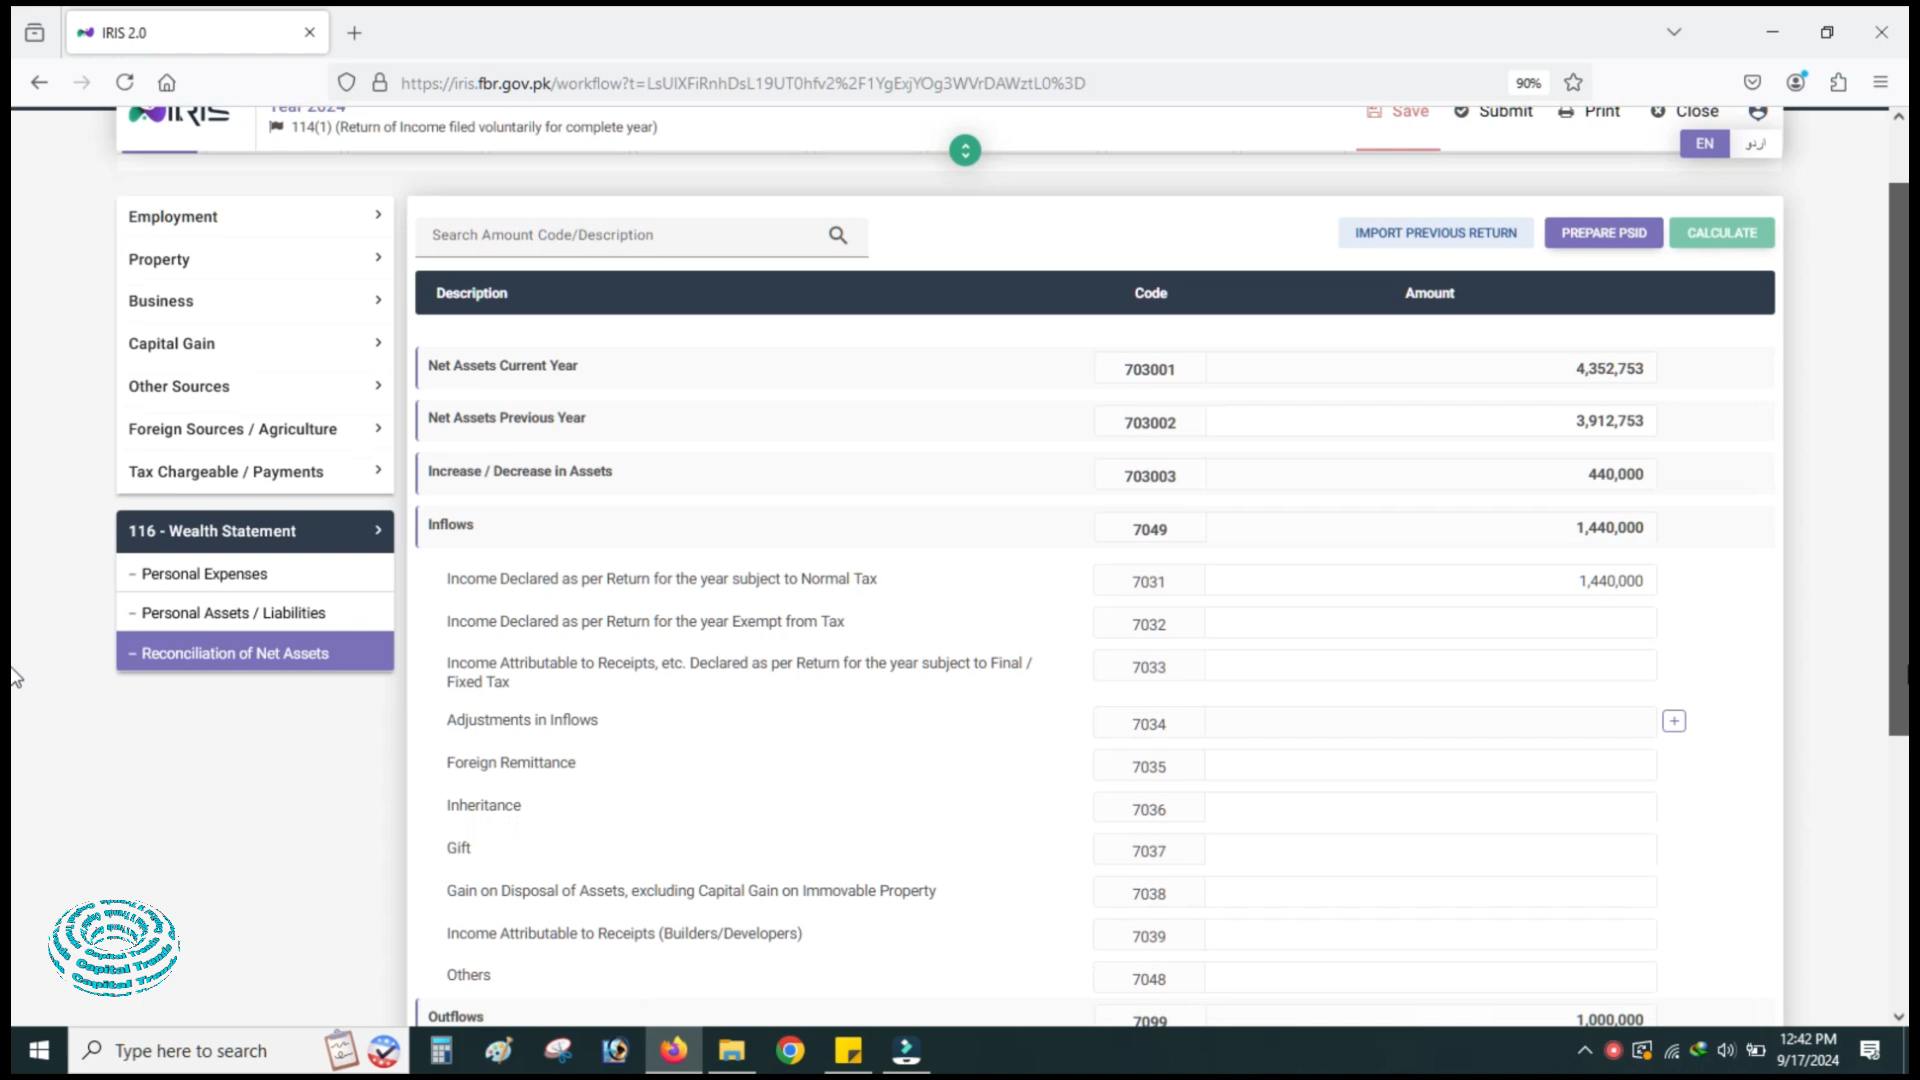 IRIS 2.0
https://iris.fbr.gov.pk/workflow?t=LsUlXFiRnhDsL19UT0hfv2%2F1YgExjYOg3WVrDAWztL0%3D
90%
IRIS
Year 2024
114(1) (Return of Income filed voluntarily for complete year)
Save Submit Print Close
EN اردو
Employment
Property
Business
Capital Gain
Other Sources
Foreign Sources / Agriculture
Tax Chargeable / Payments
116 - Wealth Statement
– Personal Expenses
– Personal Assets / Liabilities
– Reconciliation of Net Assets
Search Amount Code/Description
IMPORT PREVIOUS RETURN PREPARE PSID CALCULATE
Description Code Amount
Net Assets Current Year 703001 4,352,753
Net Assets Previous Year 703002 3,912,753
Increase / Decrease in Assets 703003 440,000
Inflows 7049 1,440,000
Income Declared as per Return for the year subject to Normal Tax 7031 1,440,000
Income Declared as per Return for the year Exempt from Tax 7032
Income Attributable to Receipts, etc. Declared as per Return for the year subject to Final /
Fixed Tax 7033
Adjustments in Inflows 7034
Foreign Remittance 7035
Inheritance 7036
Gift 7037
Gain on Disposal of Assets, excluding Capital Gain on Immovable Property 7038
Income Attributable to Receipts (Builders/Developers) 7039
Others 7048
Outflows 7099 1,000,000
Capital Trends
Capital Trends
Type here to search
12:42 PM
9/17/2024